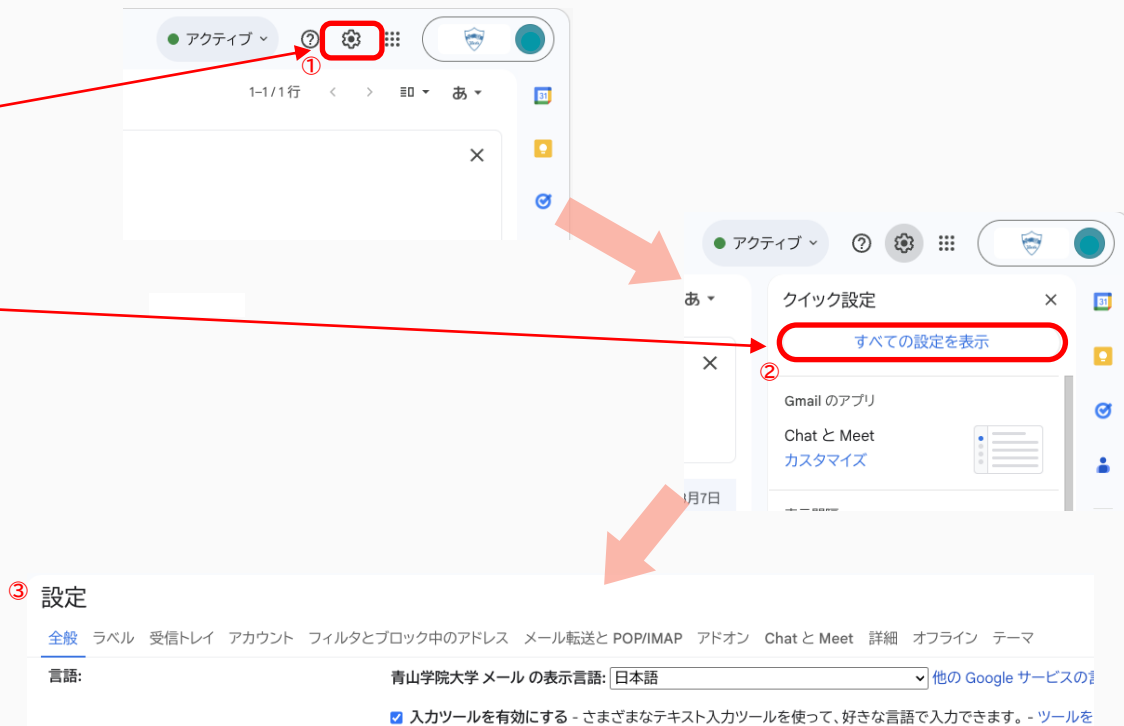 アクティブ
①
1–1 / 1 行
あ
31
アクティブ
31
あ
クイック設定
すべての設定を表示
②
Gmail のアプリ
Chat と Meet
カスタマイズ
月7日
③
設定
全般 ラベル 受信トレイ アカウント フィルタとブロック中のアドレス メール転送と POP/IMAP アドオン Chat と Meet 詳細 オフライン テーマ
言語:
青山学院大学 メール の表示言語: 日本語 他の Google サービスの言
入力ツールを有効にする - さまざまなテキスト入力ツールを使って、好きな言語で入力できます。 - ツールを